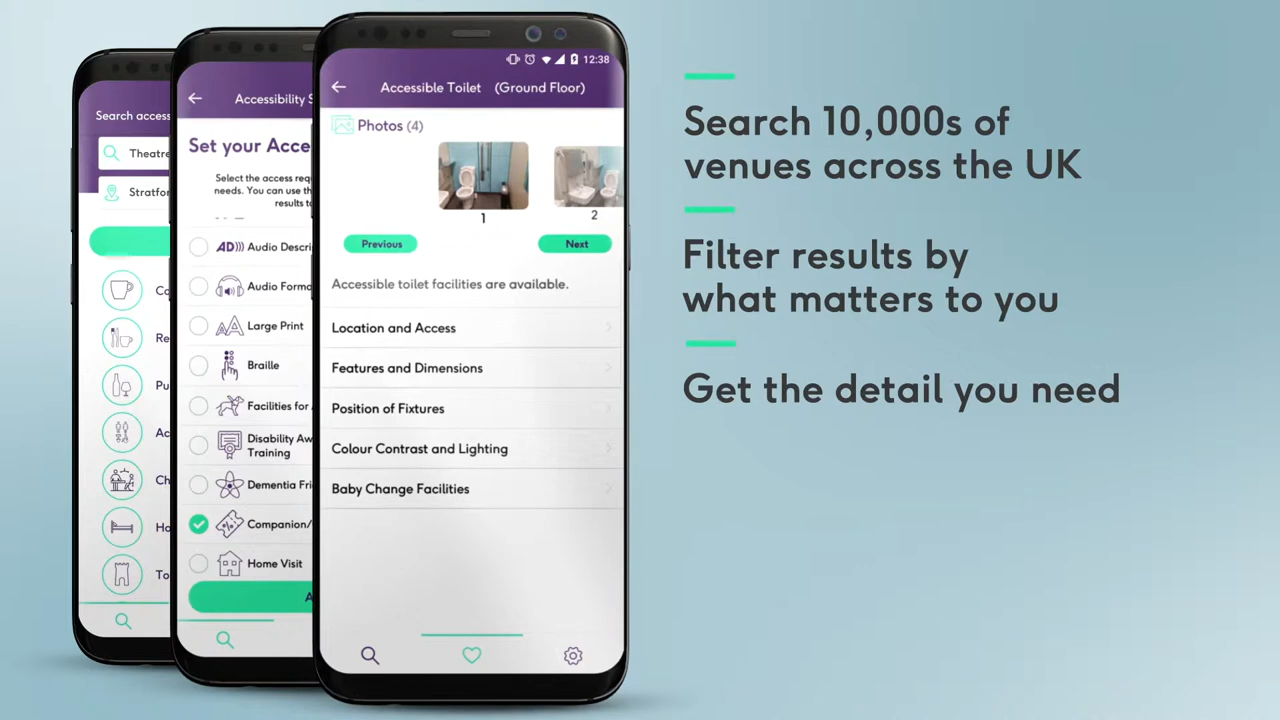 Search access
Theatre
Stratfor
Accessibility S
Set your Acce
Select the access req
needs. You can use th
results to
Audio Descri
AD)))
Audio Forma
Large Print
Braille
Facilities for
Disability Aw
Training
Dementia Fri
Companion/
Home Visit
12:38
Accessible Toilet (Ground Floor)
Photos (4)
1
2
Previous
Next
Accessible toilet facilities are available.
Location and Access
Features and Dimensions
Position of Fixtures
Colour Contrast and Lighting
Baby Change Facilities
Search 10,000s of
venues across the UK
Filter results by
what matters to you
Get the detail you need